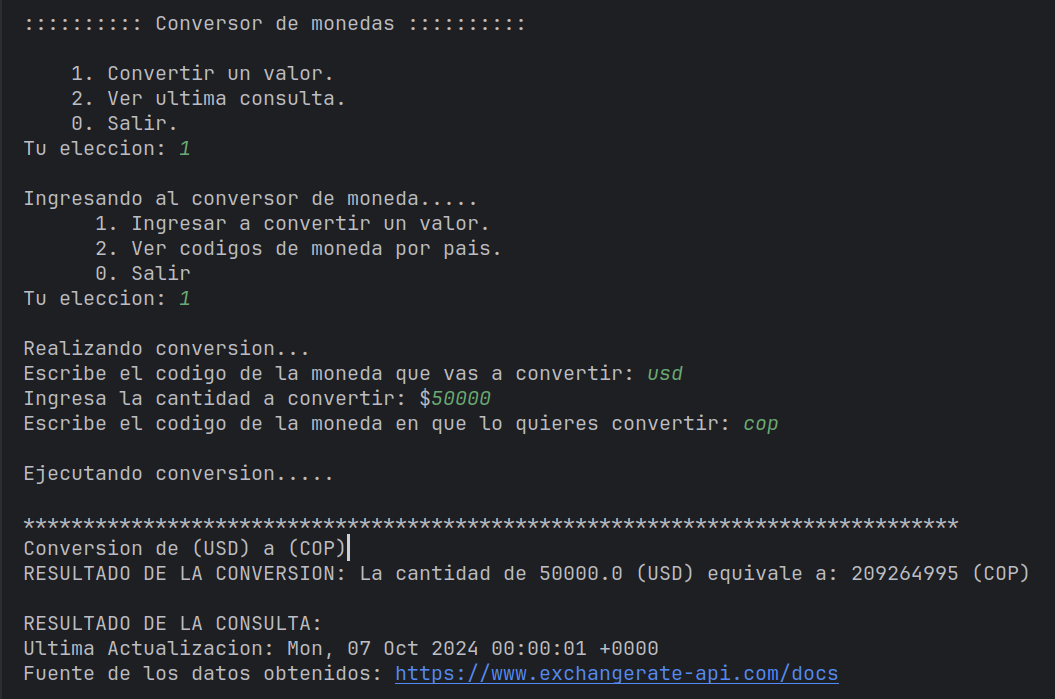 :::::::::: Conversor de monedas ::::::::::
1. Convertir un valor.
2. Ver ultima consulta.
0. Salir.
Tu eleccion: 1
Ingresando al conversor de moneda.....
1. Ingresar a convertir un valor.
2. Ver codigos de moneda por pais.
0. Salir
Tu eleccion: 1
Realizando conversion...
Escribe el codigo de la moneda que vas a convertir: usd
Ingresa la cantidad a convertir: $50000
Escribe el codigo de la moneda en que lo quieres convertir: cop
Ejecutando conversion.....
******************************************************************************
Conversion de (USD) a (COP)
RESULTADO DE LA CONVERSION: La cantidad de 50000.0 (USD) equivale a: 209264995 (COP)
RESULTADO DE LA CONSULTA:
Ultima Actualizacion: Mon, 07 Oct 2024 00:00:01 +0000
Fuente de los datos obtenidos: https://www.exchangerate-api.com/docs